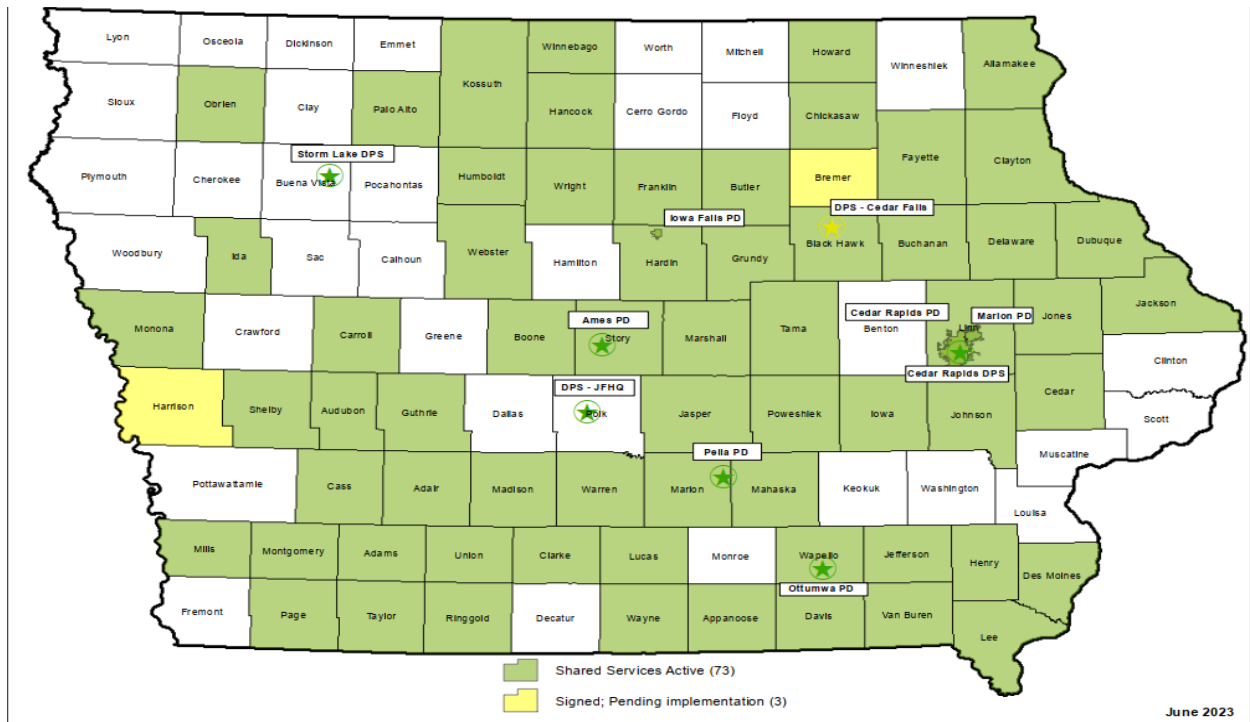 Lyon
Osceola
Dickinson
Emmet
Kossuth
Winnebago
Worth
Mitchell
Howard
Winneshiek
Allamakee
Sioux
Obrien
Clay
Palo Alto
Hancock
Cerro Gordo
Floyd
Chickasaw
Storm Lake DPS
Plymouth
Cherokee
Buena Vista
Pocahontas
Humboldt
Wright
Franklin
Butler
Bremer
Fayette
Clayton
Iowa Falls PD
DPS - Cedar Falls
Woodbury
Ida
Sac
Calhoun
Webster
Hamilton
Hardin
Grundy
Black Hawk
Buchanan
Delaware
Dubuque
Monona
Crawford
Carroll
Greene
Boone
Ames PD
Story
Marshall
Tama
Cedar Rapids PD
Benton
Marion PD
Linn
Jones
Jackson
Clinton
Cedar Rapids DPS
Harrison
Shelby
Audubon
Guthrie
Dallas
DPS - JFHQ
Polk
Jasper
Poweshiek
Iowa
Johnson
Cedar
Scott
Muscatine
Pella PD
Pottawattamie
Cass
Adair
Madison
Warren
Marion
Mahaska
Keokuk
Washington
Louisa
Mills
Montgomery
Adams
Union
Clarke
Lucas
Monroe
Wapello
Jefferson
Henry
Des Moines
Ottumwa PD
Fremont
Page
Taylor
Ringgold
Decatur
Wayne
Appanoose
Davis
Van Buren
Lee
Shared Services Active (73)
Signed; Pending implementation (3)
June 2023